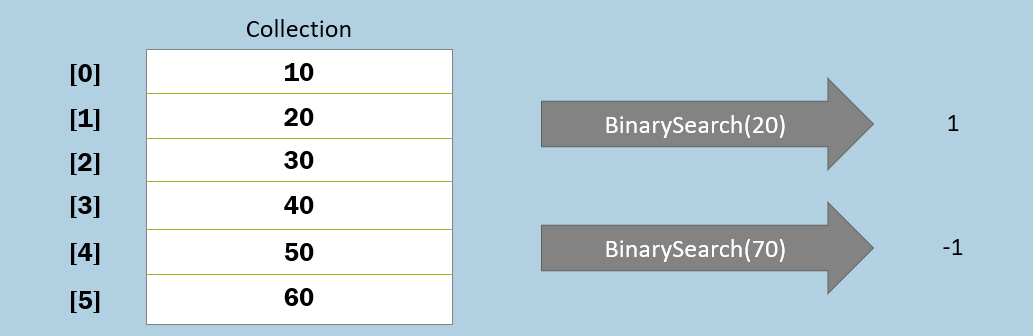 Collection
[0] 10
[1] 20
[2] 30
[3] 40
[4] 50
[5] 60
BinarySearch(20) 1
BinarySearch(70) -1